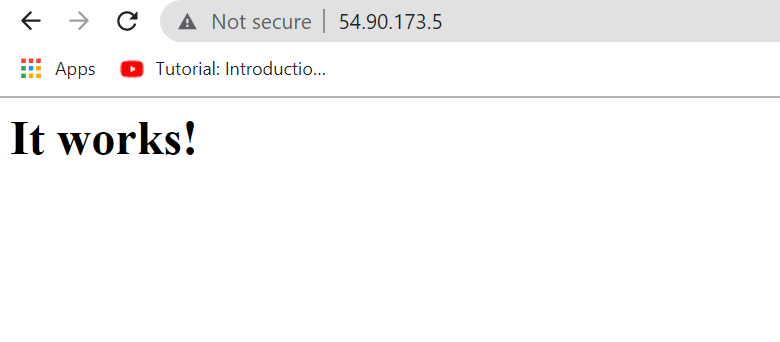 Not secure | 54.90.173.5
Apps Tutorial: Introductio...
It works!